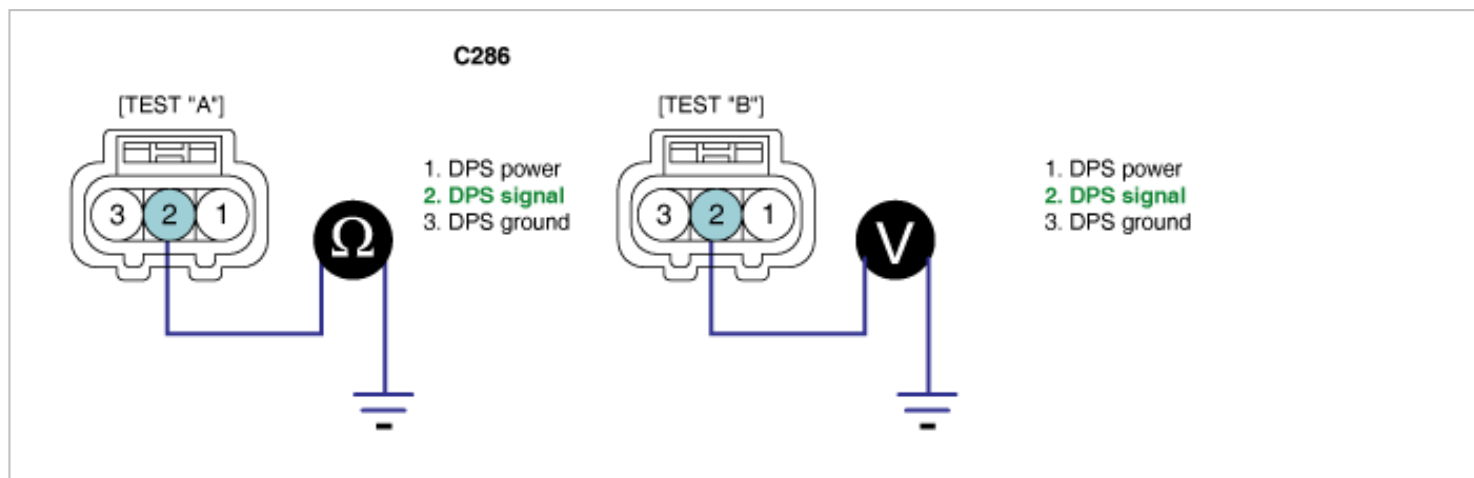 C286
[TEST "A"]
3 2 1
Ω
1. DPS power
2. DPS signal
3. DPS ground
-
[TEST "B"]
3 2 1
V
1. DPS power
2. DPS signal
3. DPS ground
-